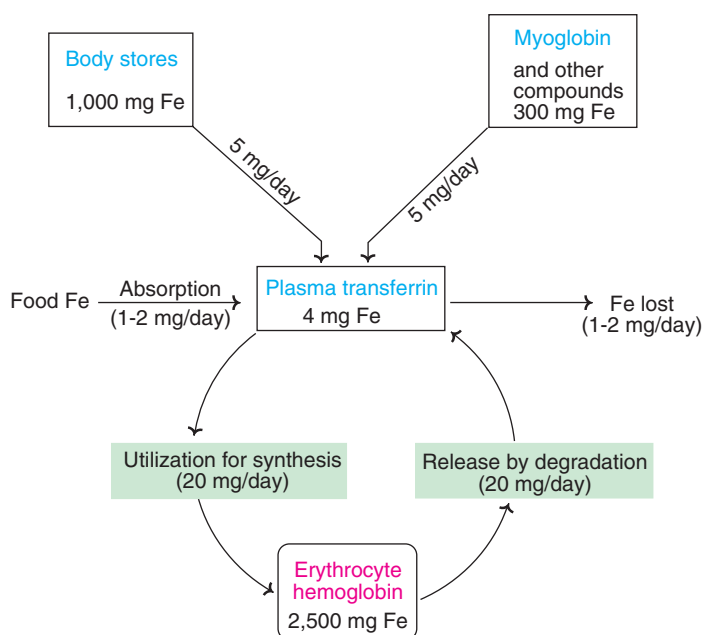 Body stores
1,000 mg Fe
Myoglobin
and other
compounds
300 mg Fe
5 mg/day
5 mg/day
Food Fe
Absorption
(1-2 mg/day)
Plasma transferrin
4 mg Fe
Fe lost
(1-2 mg/day)
Utilization for synthesis
(20 mg/day)
Release by degradation
(20 mg/day)
Erythrocyte
hemoglobin
2,500 mg Fe